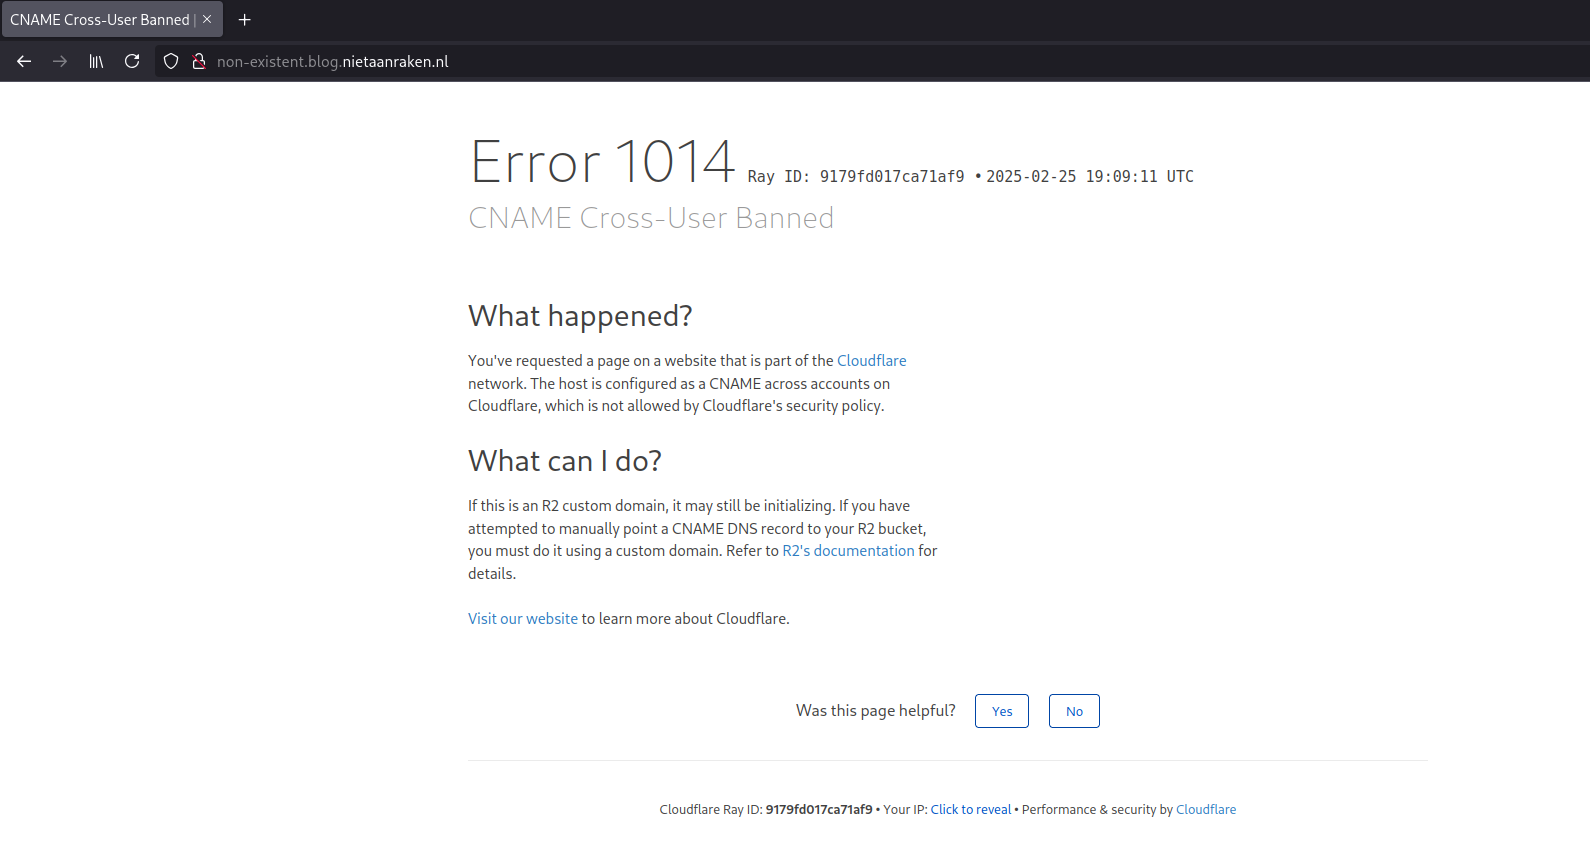 CNAME Cross-User Banned |
non-existent.blog.nietaanraken.nl
Error 1014 Ray ID: 9179fd017ca71af9 • 2025-02-25 19:09:11 UTC
CNAME Cross-User Banned
What happened?
You've requested a page on a website that is part of the Cloudflare
network. The host is configured as a CNAME across accounts on
Cloudflare, which is not allowed by Cloudflare's security policy.
What can I do?
If this is an R2 custom domain, it may still be initializing. If you have
attempted to manually point a CNAME DNS record to your R2 bucket,
you must do it using a custom domain. Refer to R2's documentation for
details.
Visit our website to learn more about Cloudflare.
Was this page helpful? Yes No
Cloudflare Ray ID: 9179fd017ca71af9 • Your IP: Click to reveal • Performance & security by Cloudflare